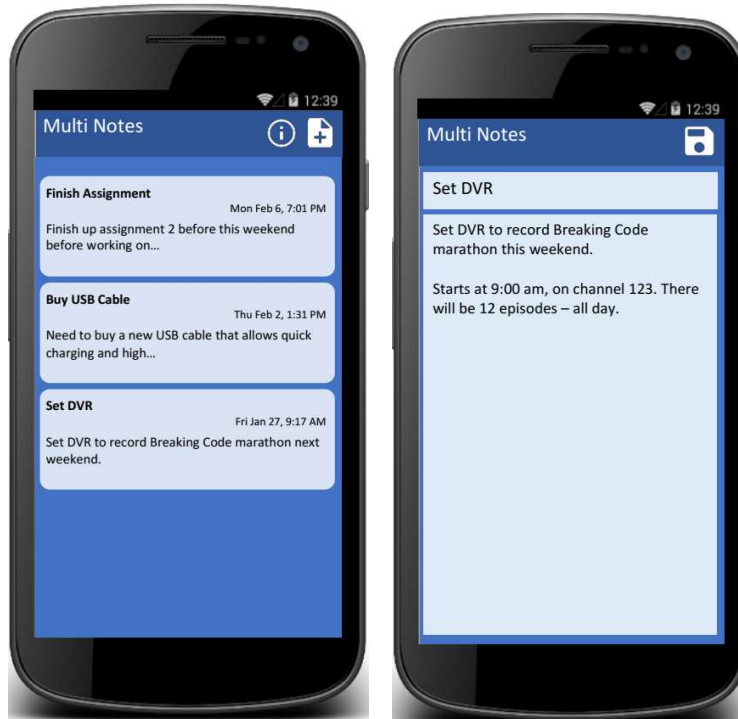 12:39
Multi Notes
Finish Assignment
Mon Feb 6, 7:01 PM
Finish up assignment 2 before this weekend
before working on…
Buy USB Cable
Thu Feb 2, 1:31 PM
Need to buy a new USB cable that allows quick
charging and high…
Set DVR
Fri Jan 27, 9:17 AM
Set DVR to record Breaking Code marathon next
weekend.
12:39
Multi Notes
Set DVR
Set DVR to record Breaking Code
marathon this weekend.
Starts at 9:00 am, on channel 123. There
will be 12 episodes – all day.